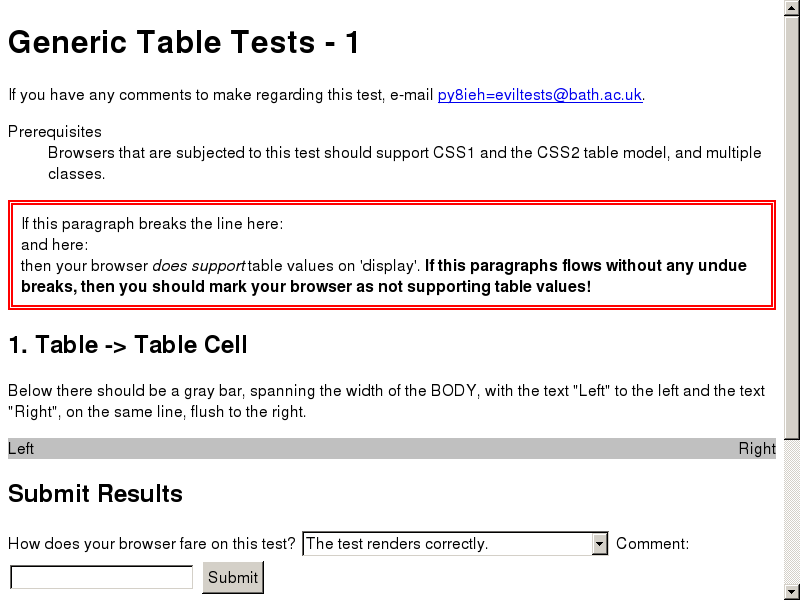 Generic Table Tests - 1
If you have any comments to make regarding this test, e-mail py8ieh=eviltests@bath.ac.uk.
Prerequisites
Browsers that are subjected to this test should support CSS1 and the CSS2 table model, and multiple
classes.
If this paragraph breaks the line here:
and here:
then your browser does support table values on 'display'. If this paragraphs flows without any undue
breaks, then you should mark your browser as not supporting table values!
1. Table -> Table Cell
Below there should be a gray bar, spanning the width of the BODY, with the text "Left" to the left and the text
"Right", on the same line, flush to the right.
Left Right
Submit Results
How does your browser fare on this test? The test renders correctly. Comment:
Submit